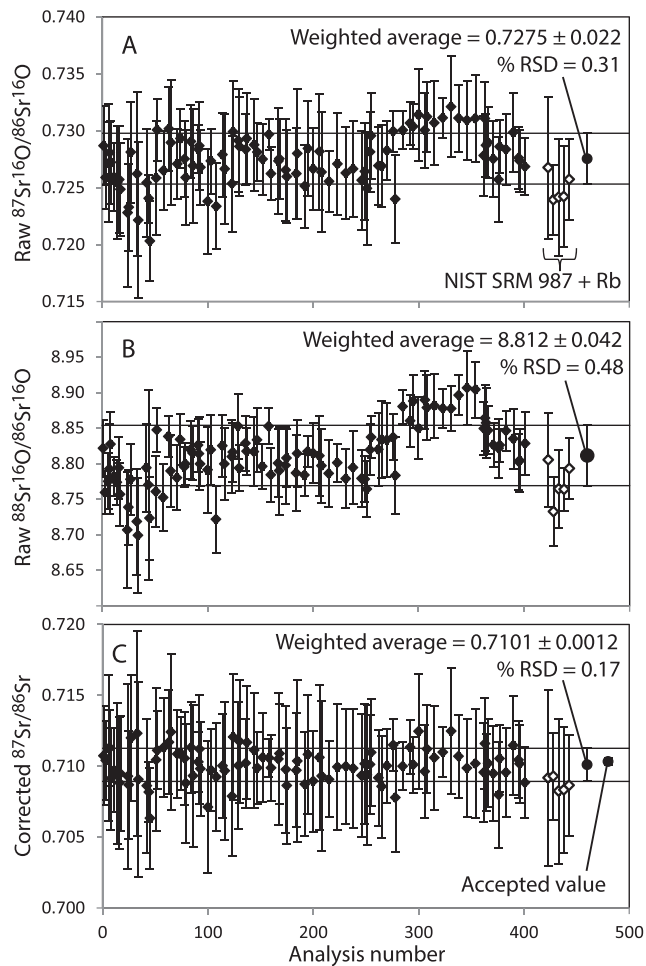 A
Weighted average = 0.7275 ± 0.022
% RSD = 0.31
NIST SRM 987 + Rb
Raw ⁸⁷Sr¹⁶O/⁸⁶Sr¹⁶O
0.740
0.735
0.730
0.725
0.720
0.715
B
Weighted average = 8.812 ± 0.042
% RSD = 0.48
Raw ⁸⁸Sr¹⁶O/⁸⁶Sr¹⁶O
8.95
8.90
8.85
8.80
8.75
8.70
8.65
C
Weighted average = 0.7101 ± 0.0012
% RSD = 0.17
Accepted value
Corrected ⁸⁷Sr/⁸⁶Sr
0.720
0.715
0.710
0.705
0.700
0 100 200 300 400 500
Analysis number